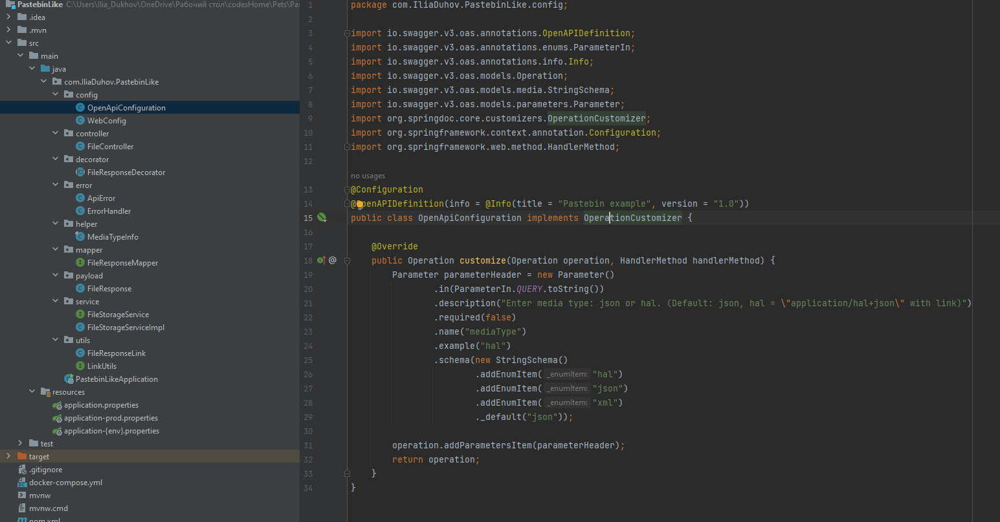 PastebinLike C:\Users\Ilia_Dukhov\OneDrive\Рабочий стол\codesHome\Pets\Pas
.idea
.mvn
src
main
java
com.IliaDuhov.PastebinLike
config
OpenApiConfiguration
WebConfig
controller
FileController
decorator
FileResponseDecorator
error
ApiError
ErrorHandler
helper
MediaTypeInfo
mapper
FileResponseMapper
payload
FileResponse
service
FileStorageService
FileStorageServiceImpl
utils
FileResponseLink
LinkUtils
PastebinLikeApplication
resources
application.properties
application-prod.properties
application-{env}.properties
test
target
.gitignore
docker-compose.yml
mvnw
mvnw.cmd
pom.xml
1 package com.IliaDuhov.PastebinLike.config;
2
3 import io.swagger.v3.oas.annotations.OpenAPIDefinition;
4 import io.swagger.v3.oas.annotations.enums.ParameterIn;
5 import io.swagger.v3.oas.annotations.info.Info;
6 import io.swagger.v3.oas.models.Operation;
7 import io.swagger.v3.oas.models.media.StringSchema;
8 import io.swagger.v3.oas.models.parameters.Parameter;
9 import org.springdoc.core.customizers.OperationCustomizer;
10 import org.springframework.context.annotation.Configuration;
11 import org.springframework.web.method.HandlerMethod;
12
no usages
13 @Configuration
14 @OpenAPIDefinition(info = @Info(title = "Pastebin example", version = "1.0"))
15 public class OpenApiConfiguration implements OperationCustomizer {
16
17 @Override
18 @ public Operation customize(Operation operation, HandlerMethod handlerMethod) {
19 Parameter parameterHeader = new Parameter()
20 .in(ParameterIn.QUERY.toString())
21 .description("Enter media type: json or hal. (Default: json, hal = \"application/hal+json\" with link)")
22 .required(false)
23 .name("mediaType")
24 .example("hal")
25 .schema(new StringSchema()
26 .addEnumItem( _enumItem: "hal")
27 .addEnumItem( _enumItem: "json")
28 .addEnumItem( _enumItem: "xml")
29 ._default("json"));
30
31 operation.addParametersItem(parameterHeader);
32 return operation;
33 }
34 }